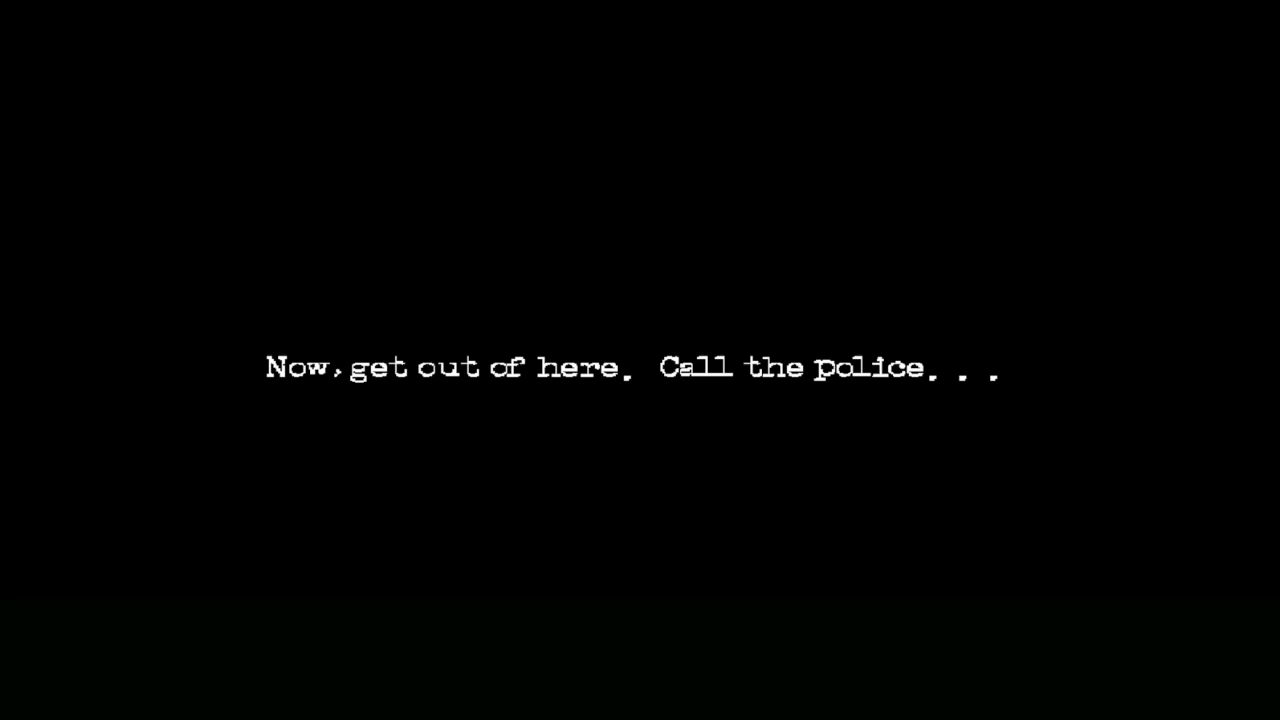 Now, get out of here. Call the police. . .